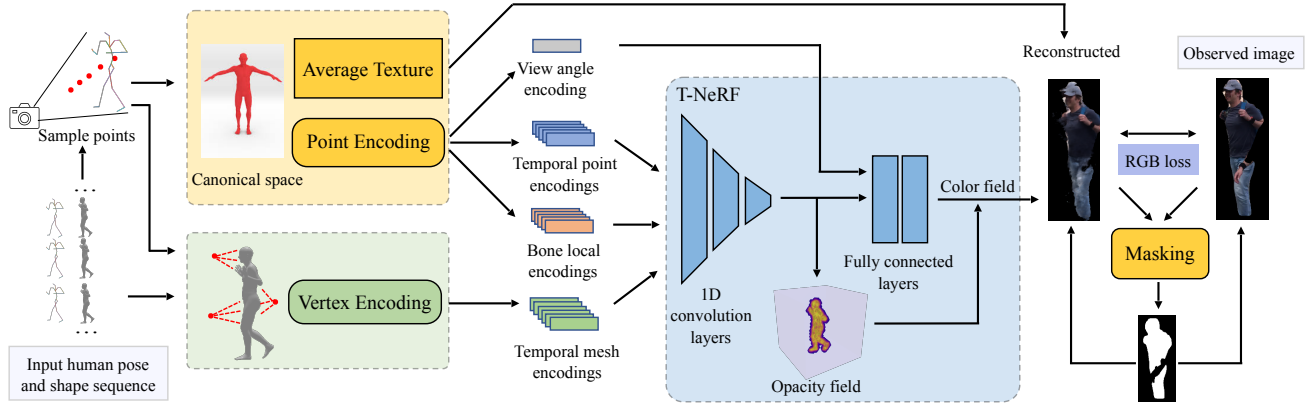 Sample points
...
...
Input human pose
and shape sequence
Average Texture
Point Encoding
Canonical space
Vertex Encoding
View angle
encoding
Temporal point
encodings
Bone local
encodings
Temporal mesh
encodings
T-NeRF
1D
convolution
layers
Fully connected
layers
Color field
Opacity field
Reconstructed
Observed image
RGB loss
Masking